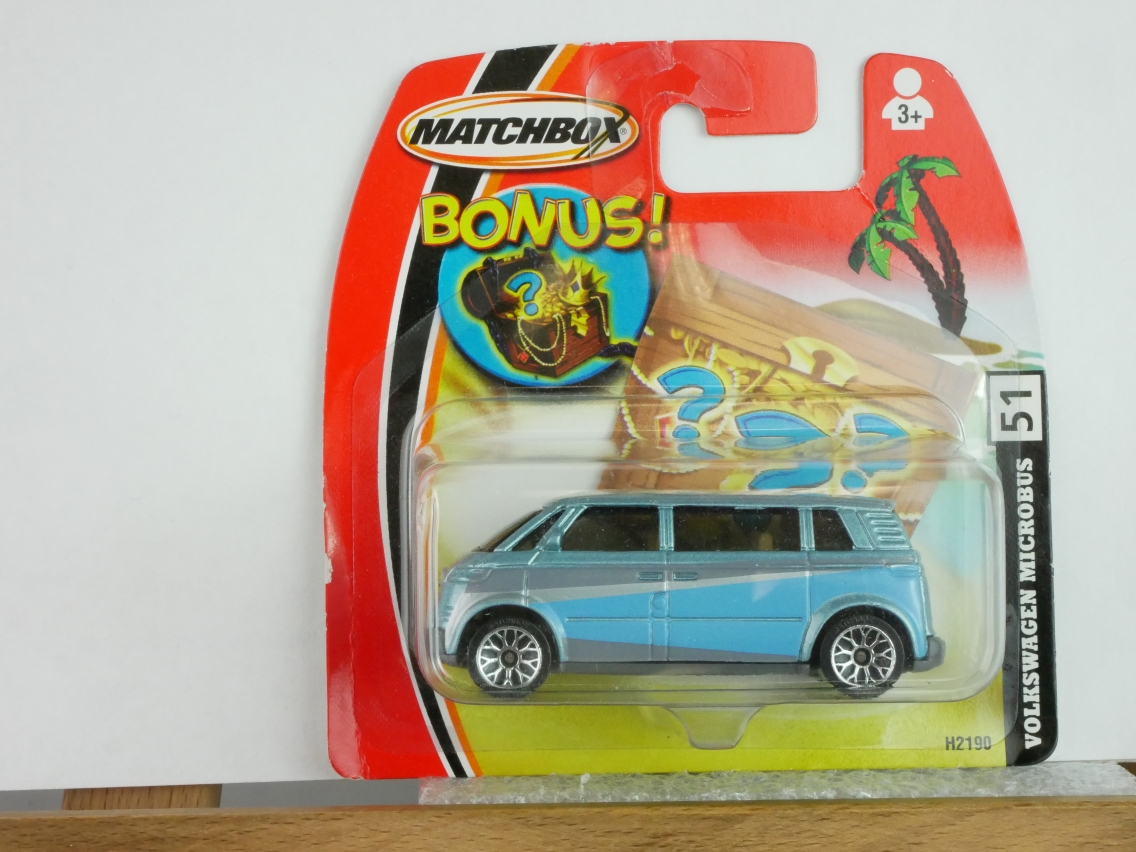 MATCHBOX®
3+
BONUS!
?
?
51
VOLKSWAGEN MICROBUS
H2190